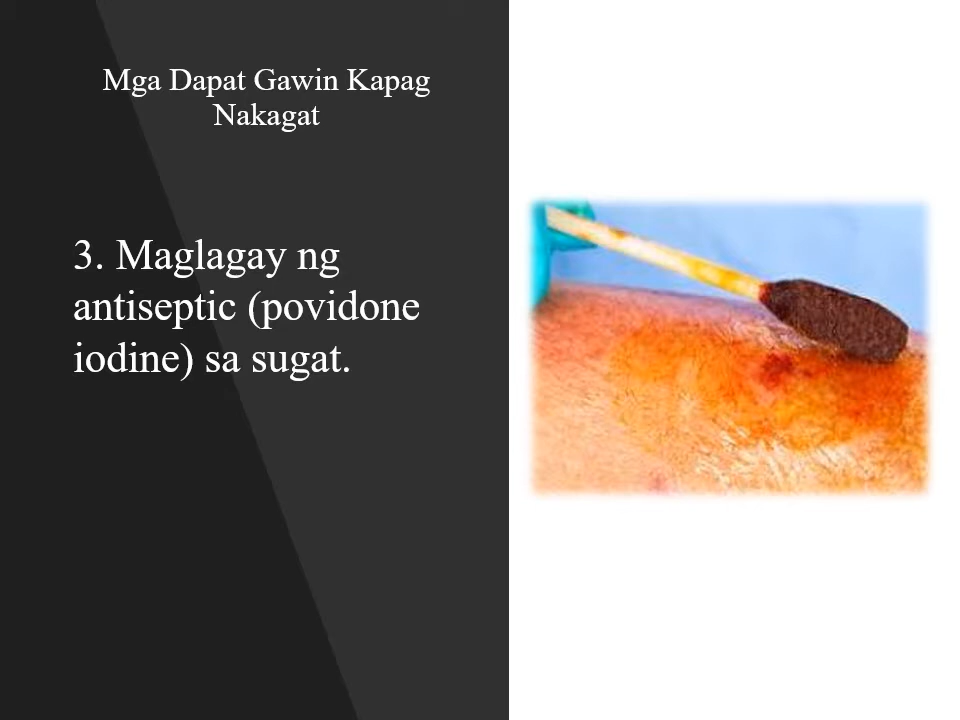 Mga Dapat Gawin Kapag
Nakagat
3. Maglagay ng
antiseptic (povidone
iodine) sa sugat.